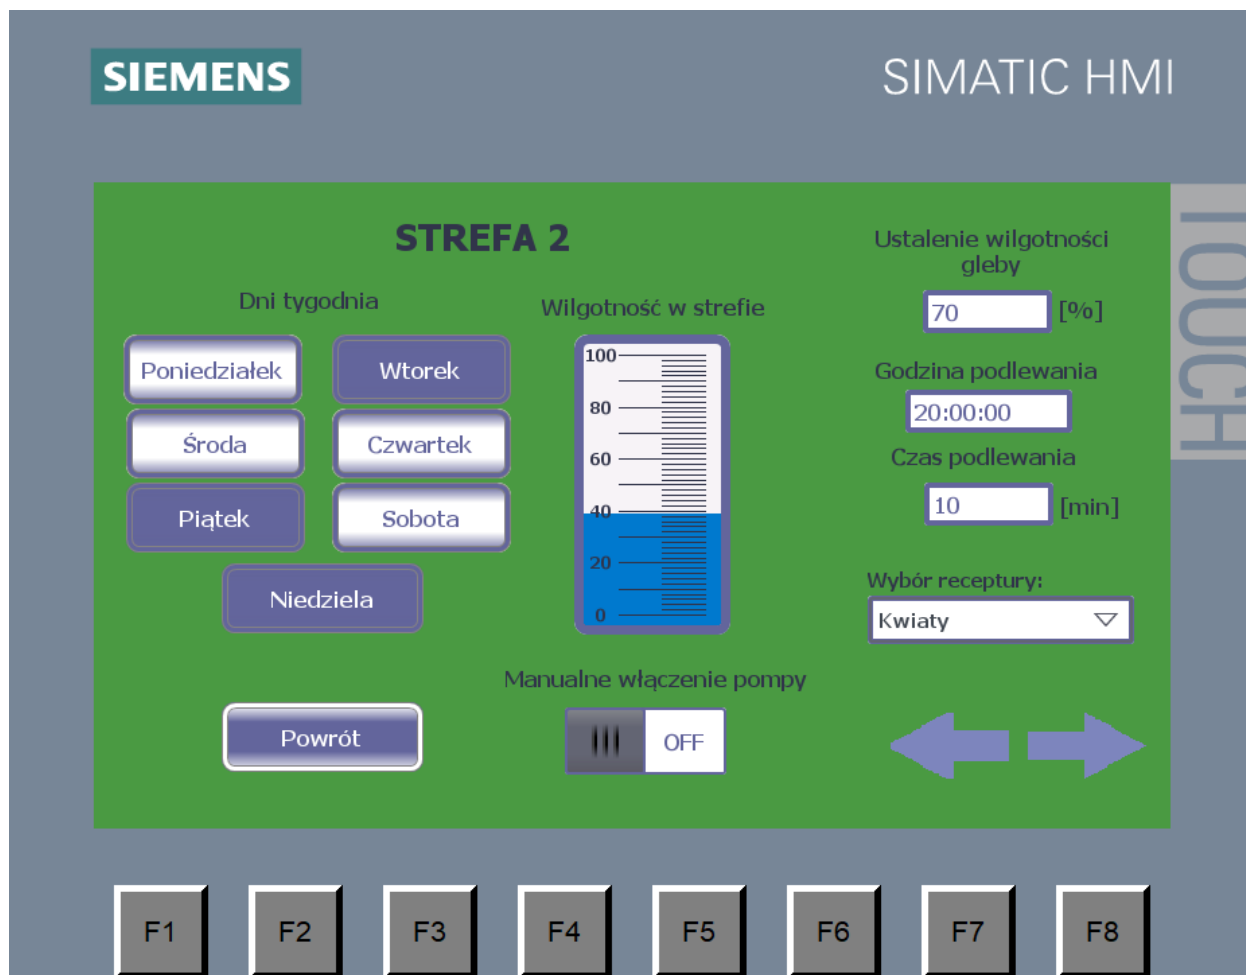 SIEMENS
SIMATIC HMI
TOUCH
STREFA 2
Dni tygodnia
Poniedziałek
Wtorek
Środa
Czwartek
Piątek
Sobota
Niedziela
Powrót
Wilgotność w strefie
100
80
60
40
20
0
Manualne włączenie pompy
OFF
Ustalenie wilgotności
gleby
70 [%]
Godzina podlewania
20:00:00
Czas podlewania
10 [min]
Wybór receptury:
Kwiaty
F1 F2 F3 F4 F5 F6 F7 F8